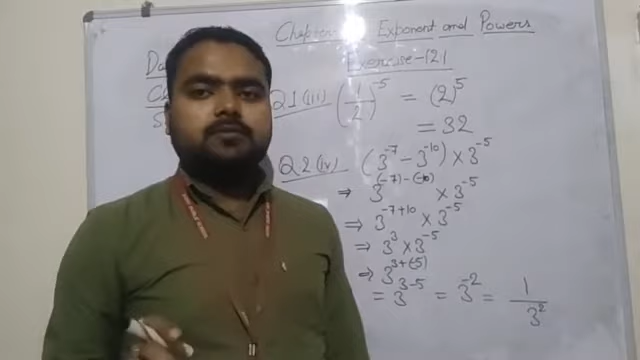 Chapter- Exponent and Powers
Exercise-12.1
Q1(iii) (1/2)^-5 = (2)^5
= 32
Q2(iv) (3^-7 - 3^-10) × 3^-5
⇒ 3^(-7)-(-10) × 3^-5
⇒ 3^-7+10 × 3^-5
⇒ 3^3 × 3^-5
⇒ 3^3+(-5)
= 3^3-5 = 3^-2 = 1/3^2